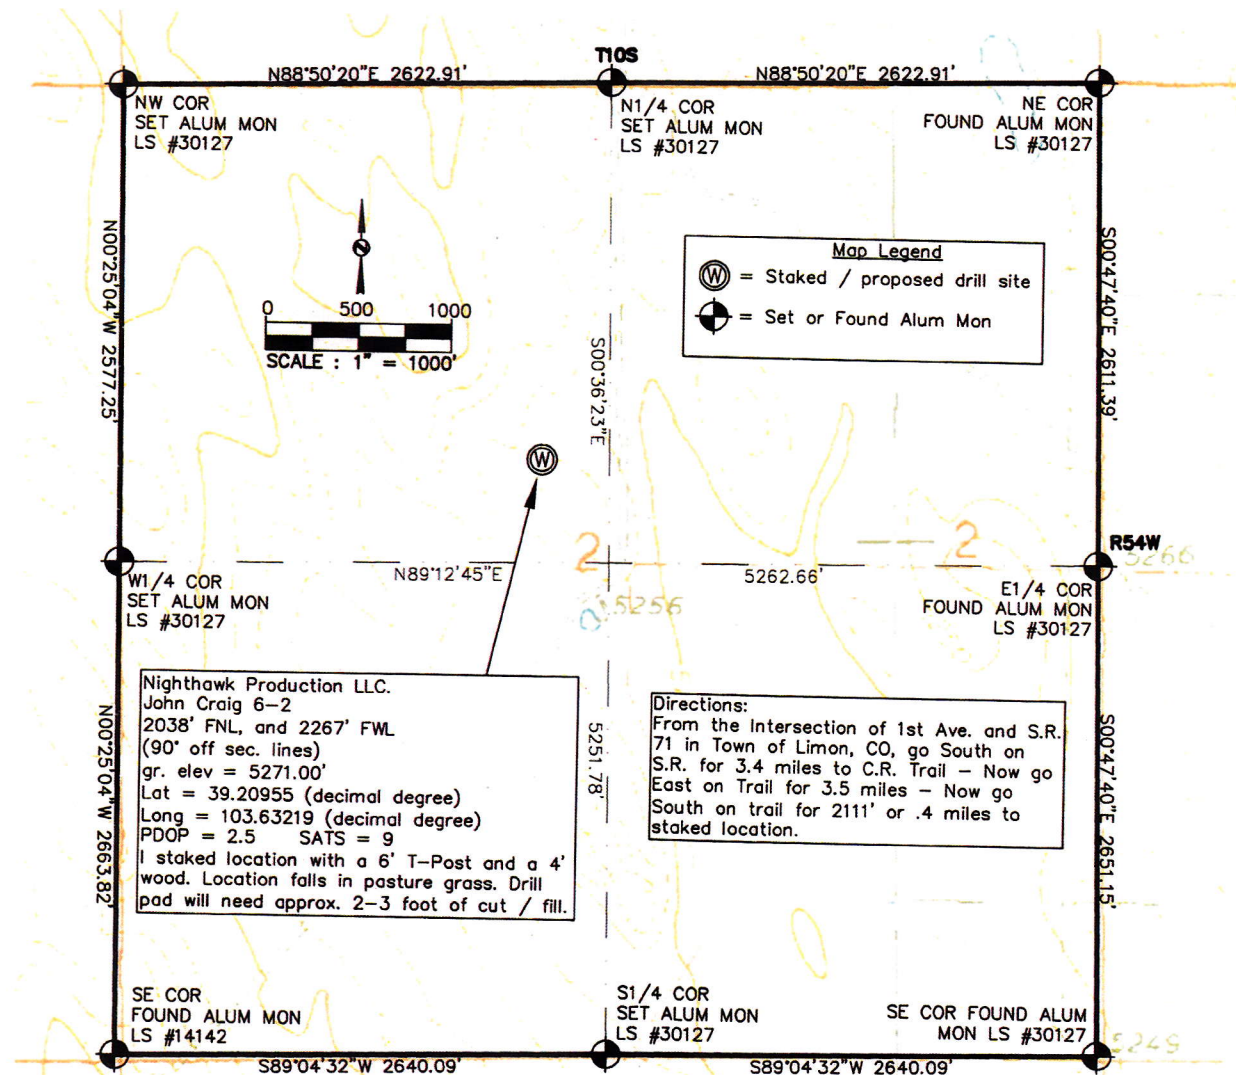 T10S
N88°50'20"E 2622.91'
N88°50'20"E 2622.91'
NW COR
SET ALUM MON
LS #30127
N1/4 COR
SET ALUM MON
LS #30127
NE COR
FOUND ALUM MON
LS #30127
N00°25'04"W 2577.25'
N
0 500 1000
SCALE : 1" = 1000'
Map Legend
W = Staked / proposed drill site
= Set or Found Alum Mon
S00°36'23"E
S00°47'40"E 2611.39'
W
2
2
R54W
5266
N89°12'45"E
5262.66'
W1/4 COR
SET ALUM MON
LS #30127
5256
E1/4 COR
FOUND ALUM MON
LS #30127
N00°25'04"W 2663.82'
Nighthawk Production LLC.
John Craig 6-2
2038' FNL, and 2267' FWL
(90° off sec. lines)
gr. elev = 5271.00'
Lat = 39.20955 (decimal degree)
Long = 103.63219 (decimal degree)
PDOP = 2.5 SATS = 9
I staked location with a 6' T-Post and a 4'
wood. Location falls in pasture grass. Drill
pad will need approx. 2-3 foot of cut / fill.
5251.78'
Directions:
From the Intersection of 1st Ave. and S.R.
71 in Town of Limon, CO, go South on
S.R. for 3.4 miles to C.R. Trail - Now go
East on Trail for 3.5 miles - Now go
South on trail for 2111' or .4 miles to
staked location.
S00°47'40"E 2651.15'
SE COR
FOUND ALUM MON
LS #14142
S1/4 COR
SET ALUM MON
LS #30127
SE COR FOUND ALUM
MON LS #30127
5249
S89°04'32"W 2640.09'
S89°04'32"W 2640.09'